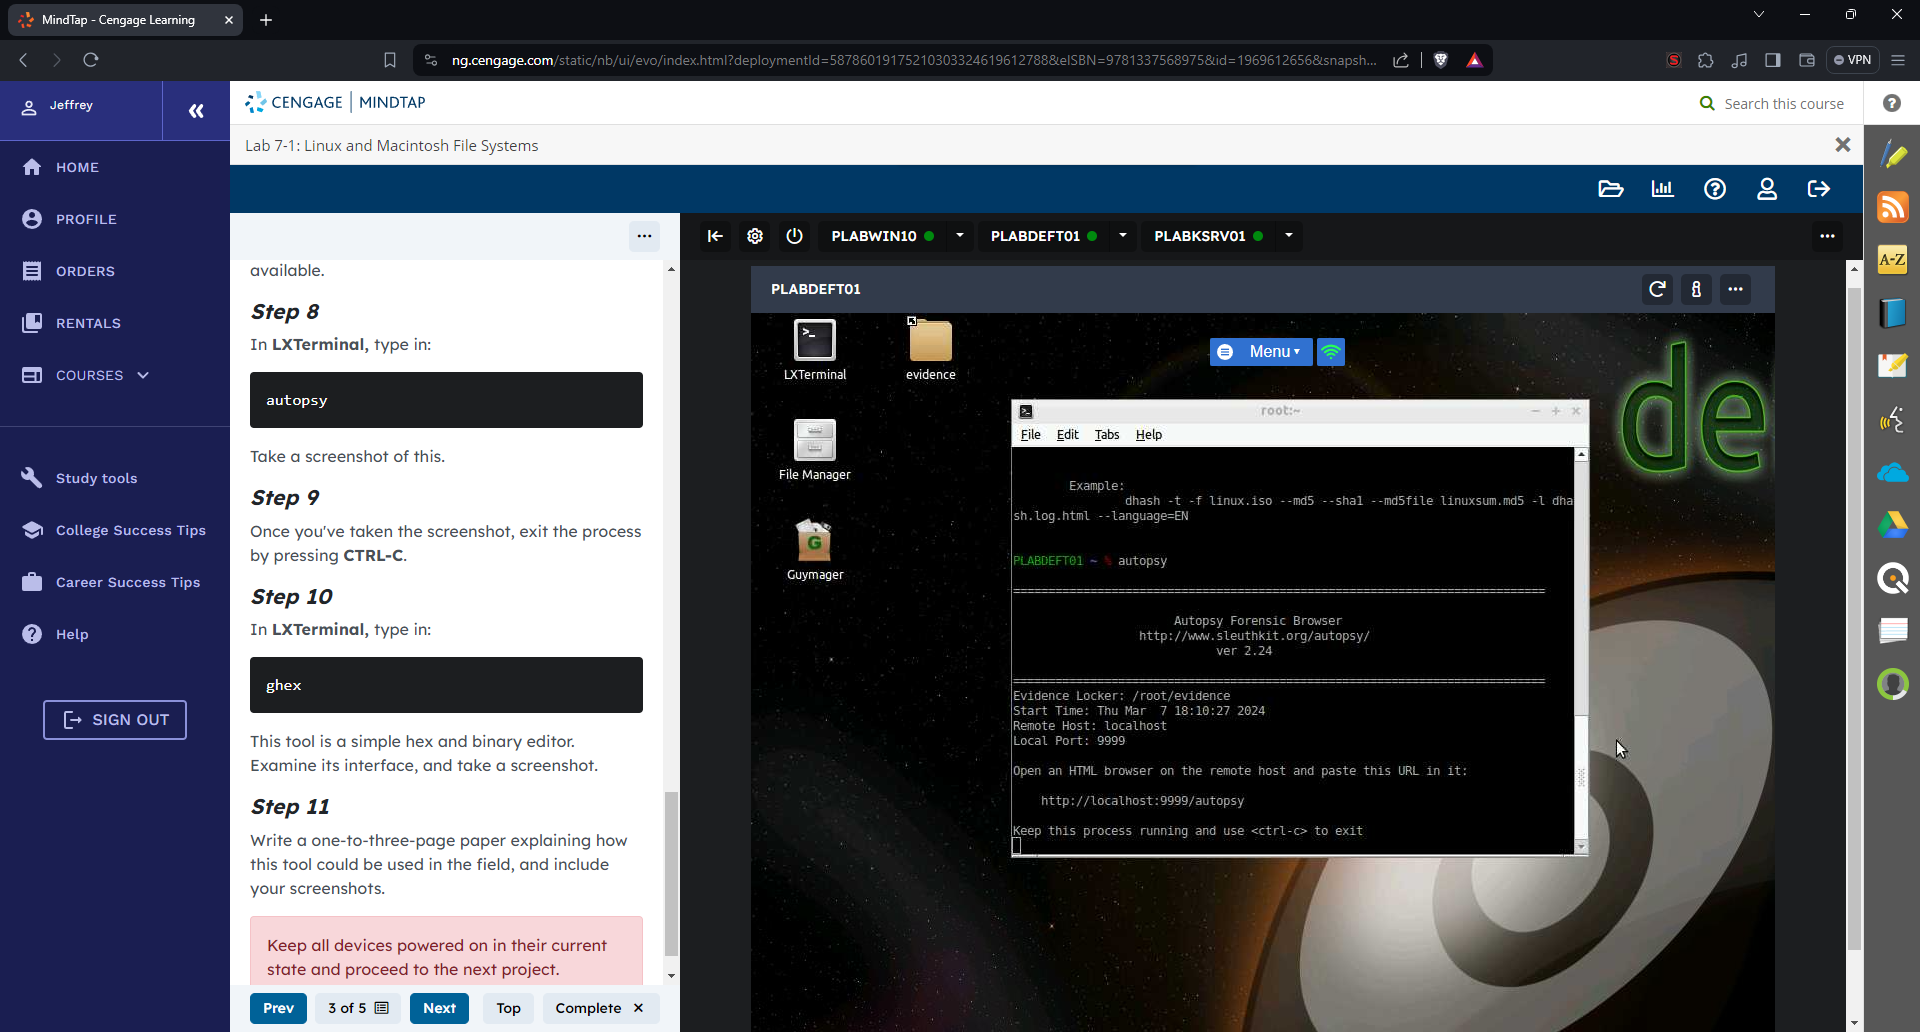 MindTap - Cengage Learning
ng.cengage.com/static/nb/ui/evo/index.html?deploymentId=5878601917521030332461961278​8&eISBN=9781337568975&id=1969612656&snapsh...
VPN
Jeffrey
«
HOME
PROFILE
ORDERS
RENTALS
COURSES
Study tools
College Success Tips
Career Success Tips
Help
SIGN OUT
CENGAGE | MINDTAP
Search this course
Lab 7-1: Linux and Macintosh File Systems
available.
Step 8
In LXTerminal, type in:
autopsy
Take a screenshot of this.
Step 9
Once you've taken the screenshot, exit the process
by pressing CTRL-C.
Step 10
In LXTerminal, type in:
ghex
This tool is a simple hex and binary editor.
Examine its interface, and take a screenshot.
Step 11
Write a one-to-three-page paper explaining how
this tool could be used in the field, and include
your screenshots.
Keep all devices powered on in their current
state and proceed to the next project.
Prev
3 of 5
Next
Top
Complete
PLABWIN10
PLABDEFT01
PLABKSRV01
PLABDEFT01
LXTerminal
evidence
File Manager
G
Guymager
Menu
de
root:~
File Edit Tabs Help
Example:
dhash -t -f linux.iso --md5 --sha1 --md5file linuxsum.md5 -l dha
sh.log.html --language=EN
PLABDEFT01 ~ % autopsy
Autopsy Forensic Browser
http://www.sleuthkit.org/autopsy/
ver 2.24
Evidence Locker: /root/evidence
Start Time: Thu Mar 7 18:10:27 2024
Remote Host: localhost
Local Port: 9999
Open an HTML browser on the remote host and paste this URL in it:
http://localhost:9999/autopsy
Keep this process running and use <ctrl-c> to exit
A-Z